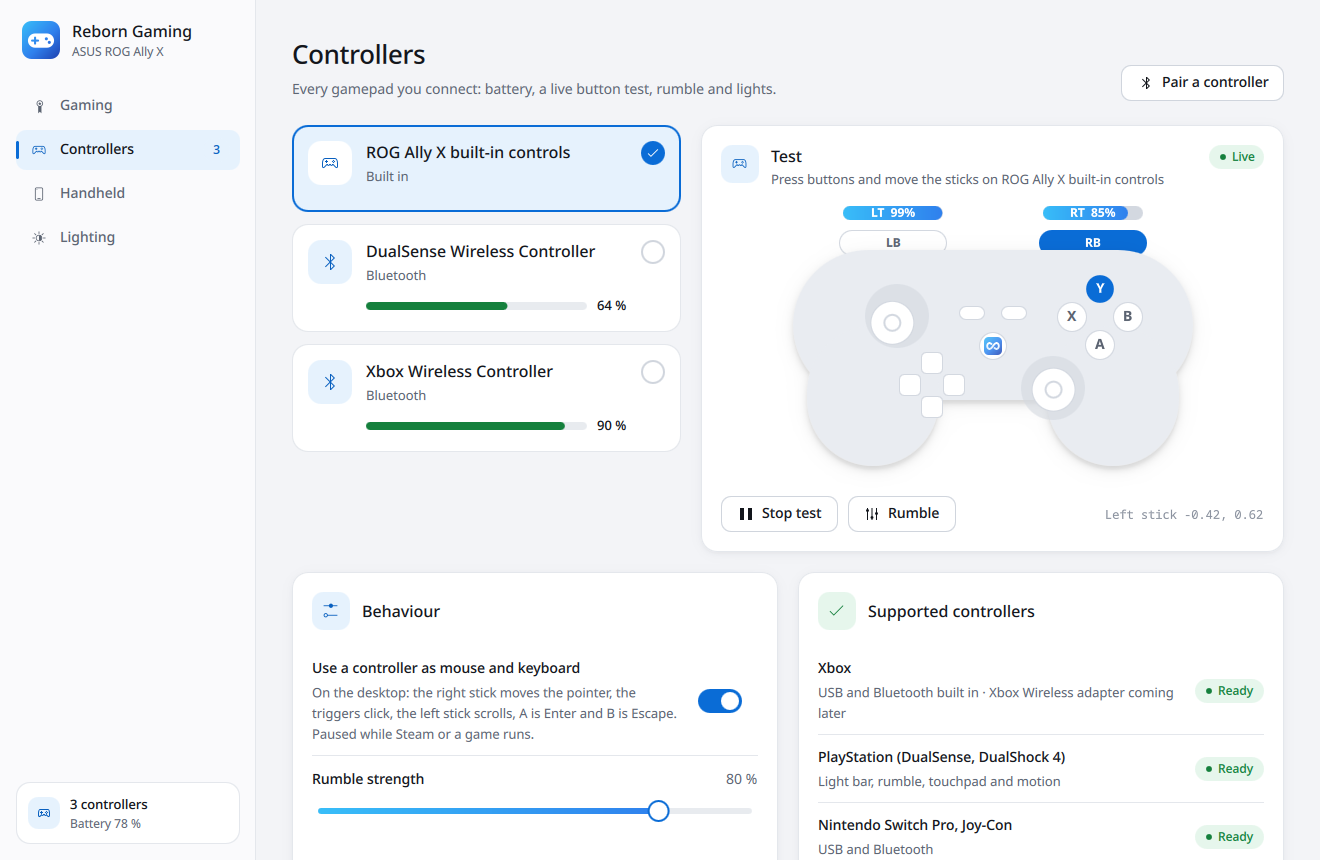 Reborn Gaming
ASUS ROG Ally X
Gaming
Controllers 3
Handheld
Lighting
3 controllers
Battery 78 %
Controllers
Every gamepad you connect: battery, a live button test, rumble and lights.
Pair a controller
ROG Ally X built-in controls
Built in
DualSense Wireless Controller
Bluetooth
64 %
Xbox Wireless Controller
Bluetooth
90 %
Test
Live
Press buttons and move the sticks on ROG Ally X built-in controls
LT 99%
RT 85%
LB
RB
Y
X
B
A
Stop test
Rumble
Left stick -0.42, 0.62
Behaviour
Use a controller as mouse and keyboard
On the desktop: the right stick moves the pointer, the
triggers click, the left stick scrolls, A is Enter and B is Escape.
Paused while Steam or a game runs.
Rumble strength 80 %
Supported controllers
Xbox
USB and Bluetooth built in · Xbox Wireless adapter coming
later
Ready
PlayStation (DualSense, DualShock 4)
Light bar, rumble, touchpad and motion
Ready
Nintendo Switch Pro, Joy-Con
USB and Bluetooth
Ready